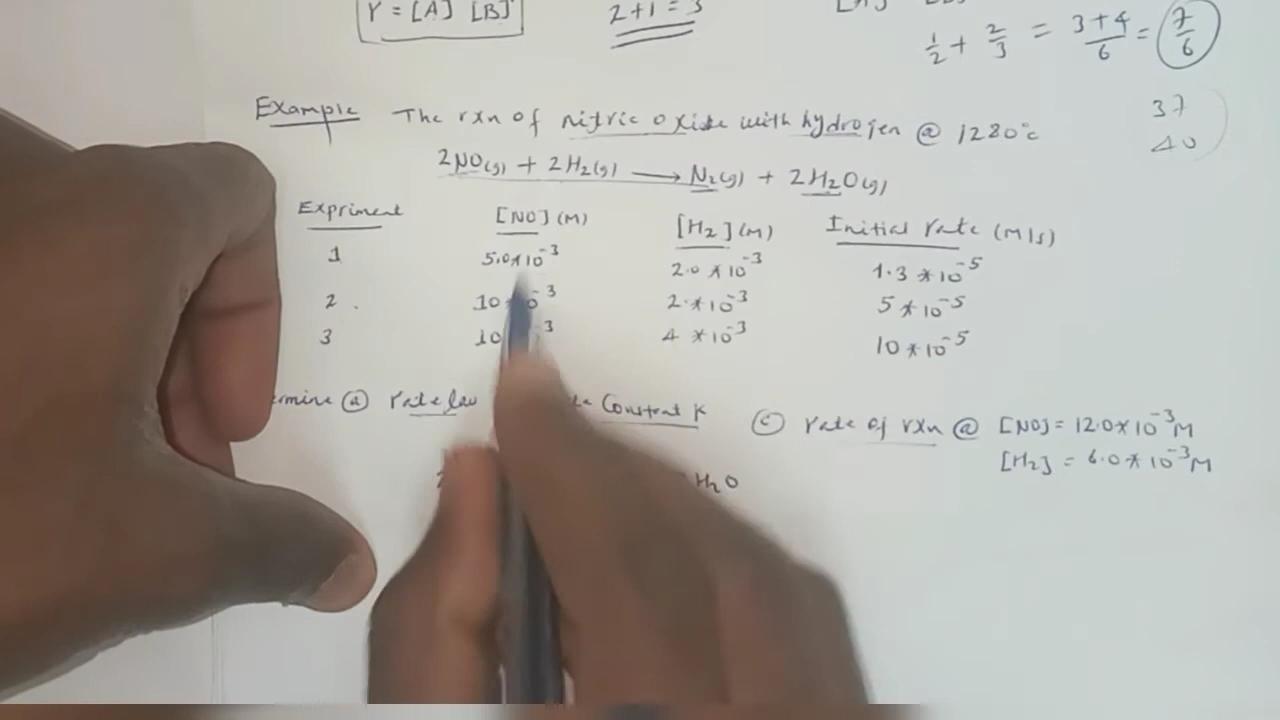 r = [A] [B]
2+1 = 3
1/2 + 2/3 = 3+4/6 = 7/6
Example The rxn of nitric oxide with hydrogen @ 1280°c
37
40
2NO(g) + 2H2(g) → N2(g) + 2H2O(g)
Expriment [NO] (M) [H2] (M) Initial rate (M/s)
1 5.0*10^-3 2.0 *10^-3 1.3 *10^-5
2 . 10 ^-3 2.*10^-3 5 *10^-5
3 10 ^-3 4 *10^-3 10 *10^-5
ⓐ rate law Constant K ⓒ rate of rxn @ [NO] = 12.0*10^-3 M
[H2] = 6.0 *10^-3 M
H2O